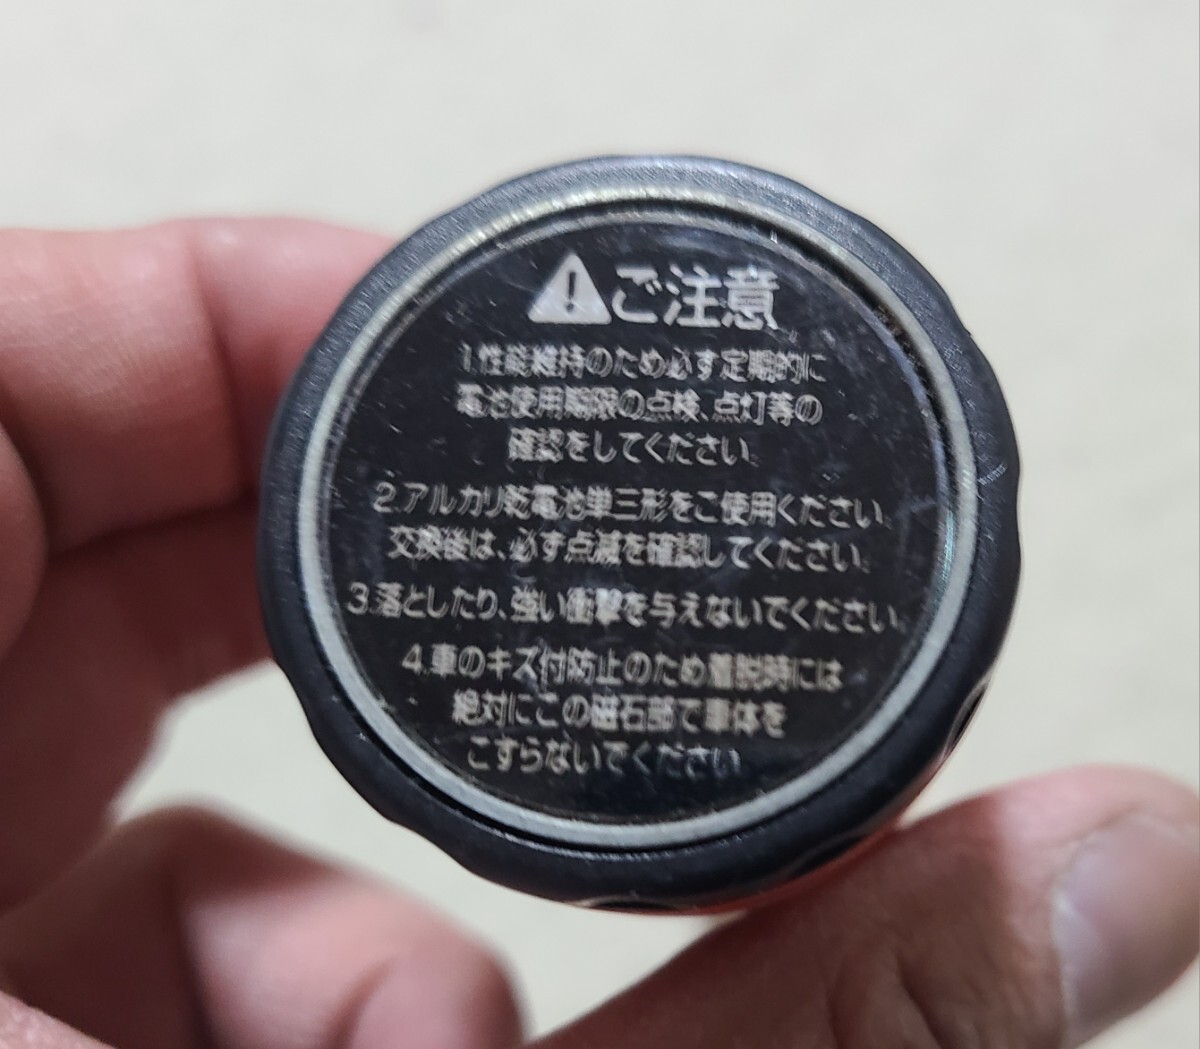 ⚠ご注意
1.性能維持のため必ず定期的に
電池使用期限の点検、点灯等の
確認をしてください。
2.アルカリ乾電池単三形をご使用ください。
交換後は、必ず点滅を確認してください。
3.落としたり、強い衝撃を与えないでください。
4.車のキズ付防止のため着脱時には
絶対にこの磁石部で車体を
こすらないでください